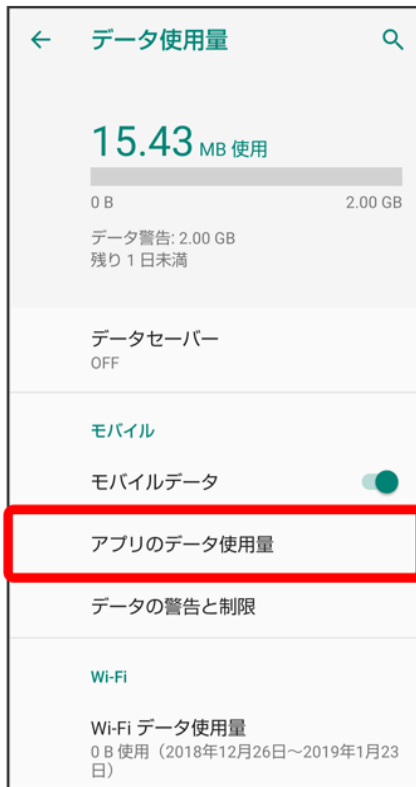 データ使用量
15.43 MB 使用
0 B 2.00 GB
データ警告: 2.00 GB
残り 1 日未満
データセーバー
OFF
モバイル
モバイルデータ
アプリのデータ使用量
データの警告と制限
Wi-Fi
Wi-Fi データ使用量
0 B 使用（2018年12月26日～2019年1月23
日）